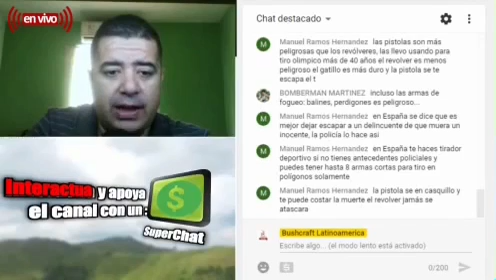 en vivo
Interactua y apoya
el canal con un :
$
SuperChat
Chat destacado
M Manuel Ramos Hernandez las pistolas son más
peligrosas que los revólveres, las llevo usando para
tiro olimpico más de 40 años el revolver es menos
peligroso el gatillo es más duro y la pistola se te
escapa el t
BOMBERMAN MARTINEZ incluso las armas de
fogueo: balines, perdigones es peligroso...
M Manuel Ramos Hernandez en España se dice que es
mejor dejar escapar a un delincuente de que muera un
inocente, la policía lo hace asi
M Manuel Ramos Hernandez en España te haces tirador
deportivo si no tienes antecedentes policiales y
puedes tener hasta 8 armas cortas para tiro en
polígonos solamente
M Manuel Ramos Hernandez la pistola se en casquillo y
te puede costar la muerte el revolver jamás se
atascara
Bushcraft Latinoamerica
Escribe algo... (el modo lento está activado)
$
0/200